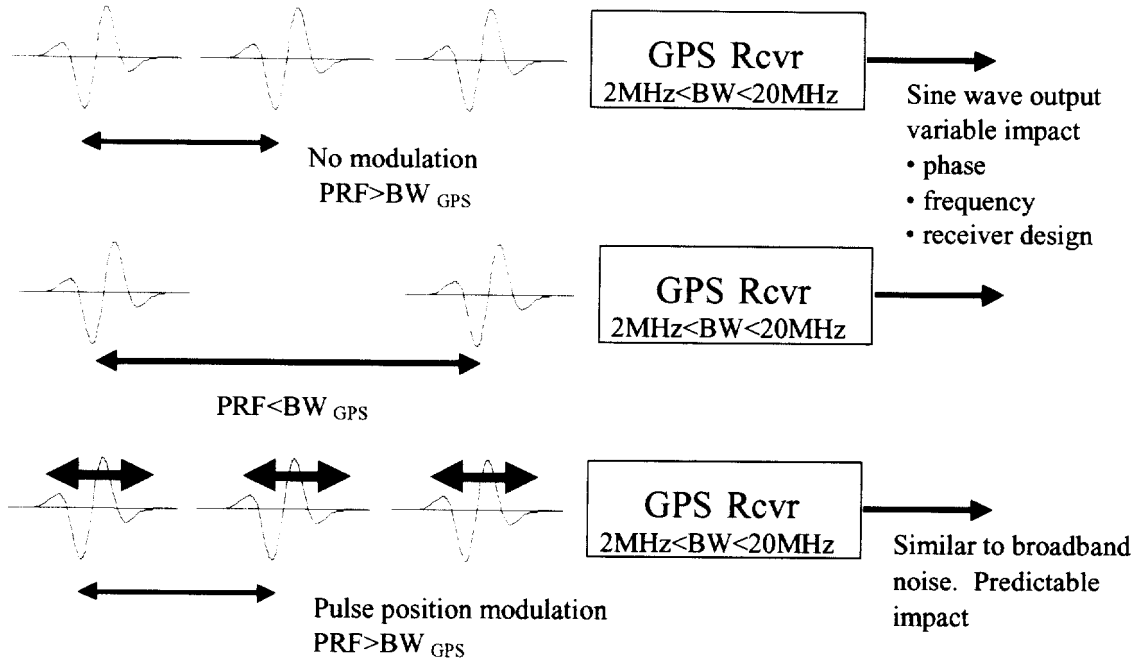 GPS Rcvr
2MHz<BW<20MHz
Sine wave output
variable impact
• phase
• frequency
• receiver design
No modulation
PRF>BW GPS
GPS Rcvr
2MHz<BW<20MHz
PRF<BW GPS
GPS Rcvr
2MHz<BW<20MHz
Similar to broadband
noise. Predictable
impact
Pulse position modulation
PRF>BW GPS